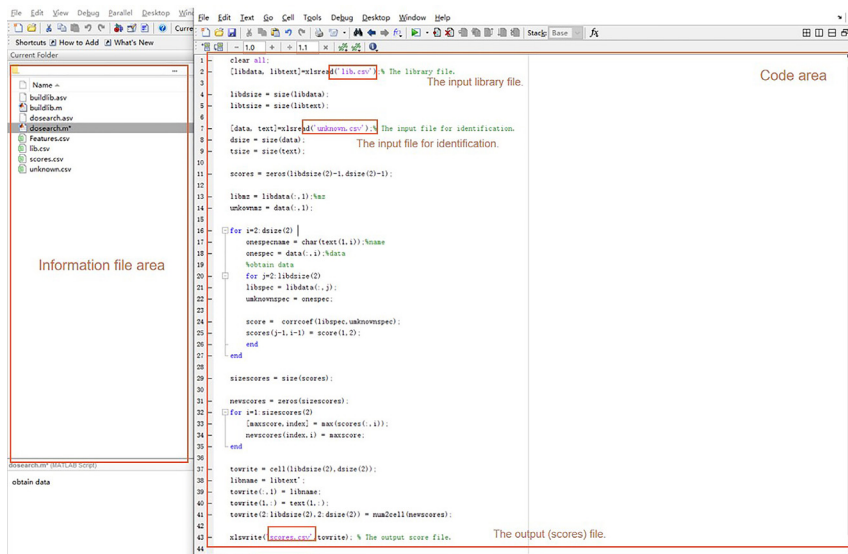 File Edit View Debug Parallel Desktop
Curre
Shortcuts How to Add What's New
Current Folder
Name
buildlib.asv
buildlib.m
dosearch.asv
dosearch.m*
Features.csv
lib.csv
scores.csv
unknown.csv
Information file area
dosearch.m* (MATLAB Script)
obtain data
File Edit Text Go Cell Tools Debug Desktop Window Help
Stack: Base fx
− 1.0 + ÷ 1.1 ×
Code area
1 clear all;
2 [libdata, libtext]=xlsread('lib.csv');% The library file.
The input library file.
3
4 libdsize = size(libdata);
5 libtsize = size(libtext);
6
7 [data, text]=xlsread('unknown.csv');% The input file for identification.
8 dsize = size(data);
The input file for identification.
9 tsize = size(text);
10
11 scores = zeros(libdsize(2)-1,dsize(2)-1);
12
13 libmz = libdata(:,1);%mz
14 unkownmz = data(:,1);
15
16 for i=2:dsize(2)
17 onespecname = char(text(1,i));%name
18 onespec = data(:,i);%data
19 %obtain data
20 for j=2:libdsize(2)
21 libspec = libdata(:,j);
22 unknownspec = onespec;
23
24 score = corrcoef(libspec,unknownspec);
25 scores(j-1,i-1) = score(1,2);
26 end
27 end
28
29 sizescores = size(scores);
30
31 newscores = zeros(sizescores);
32 for i=1:sizescores(2)
33 [maxscore,index] = max(scores(:,i));
34 newscores(index,i) = maxscore;
35 end
36
37 towrite = cell(libdsize(2),dsize(2));
38 libname = libtext';
39 towrite(:,1) = libname;
40 towrite(1,:) = text(1,:);
41 towrite(2:libdsize(2),2:dsize(2)) = num2cell(newscores);
42
43 xlswrite('scores.csv',towrite); % The output score file.
The output (scores) file.
44